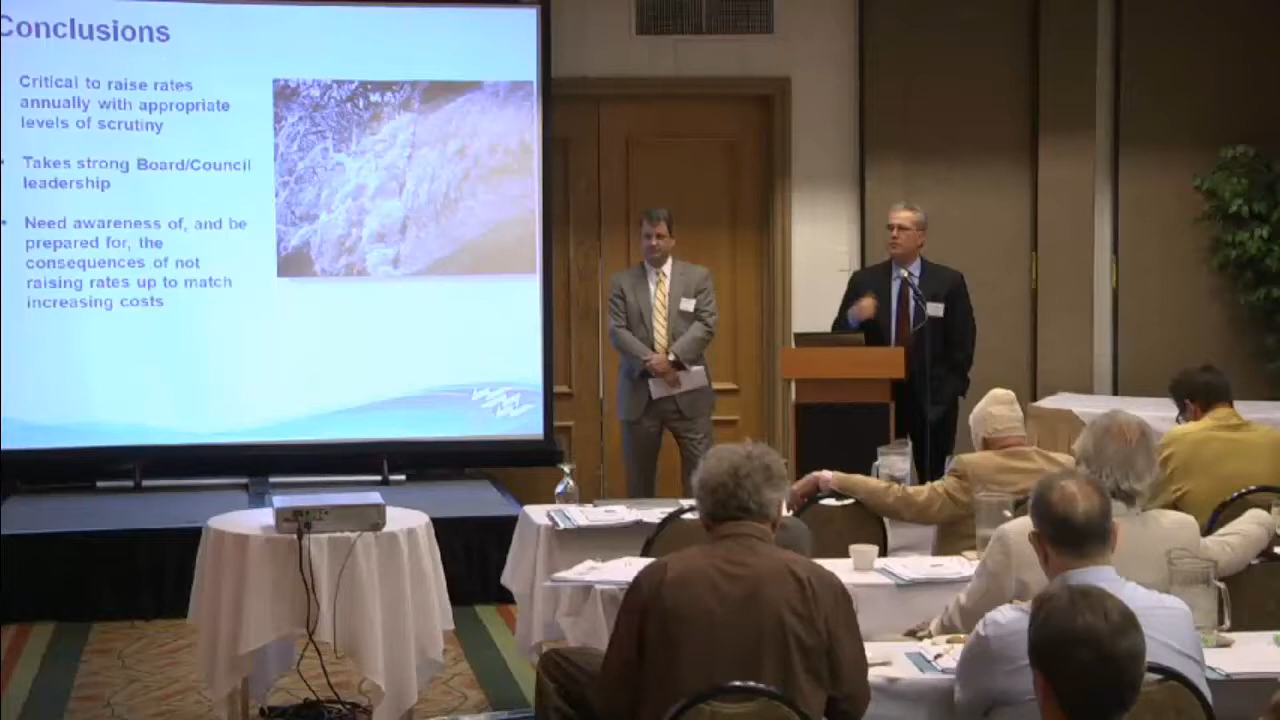 Conclusions
Critical to raise rates
annually with appropriate
levels of scrutiny
• Takes strong Board/Council
leadership
• Need awareness of, and be
prepared for, the
consequences of not
raising rates up to match
increasing costs